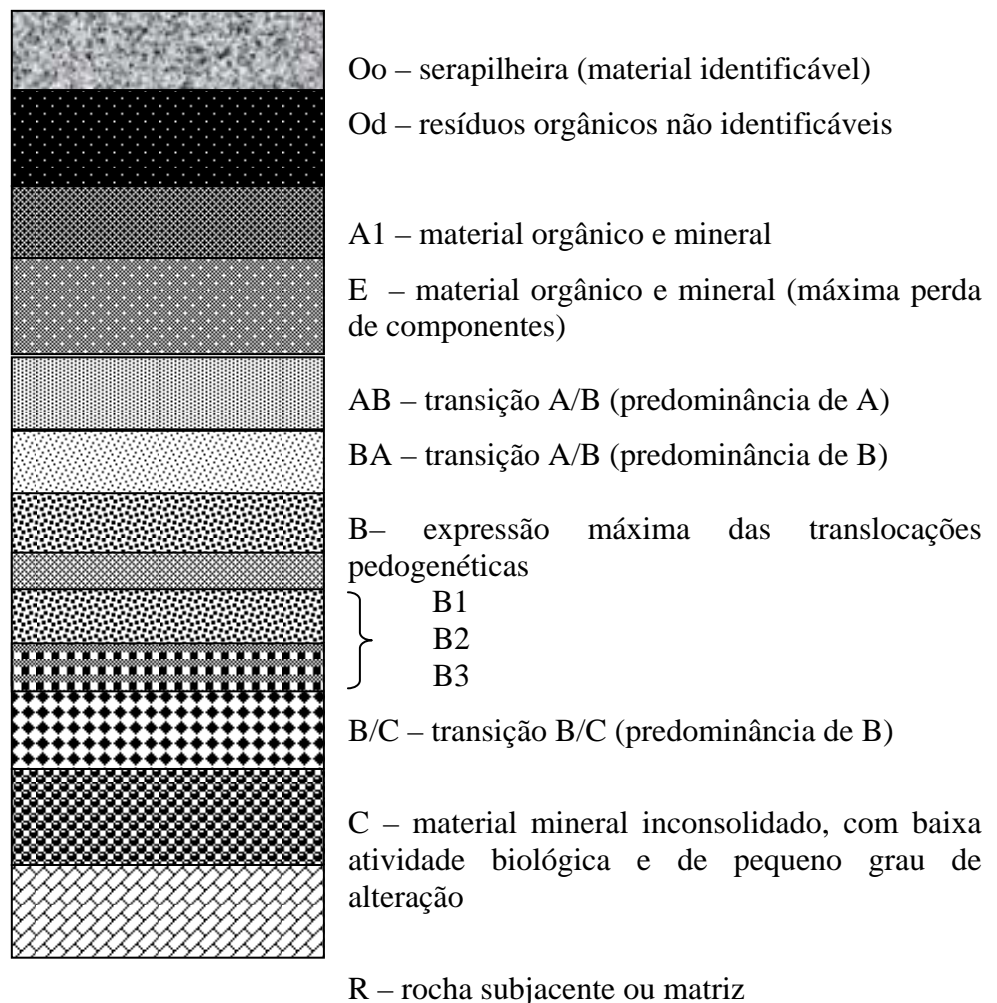 Oo – serapilheira (material identificável)
Od – resíduos orgânicos não identificáveis
A1 – material orgânico e mineral
E – material orgânico e mineral (máxima perda
de componentes)
AB – transição A/B (predominância de A)
BA – transição A/B (predominância de B)
B– expressão máxima das translocações
pedogenéticas
B1
B2
B3
B/C – transição B/C (predominância de B)
C – material mineral inconsolidado, com baixa
atividade biológica e de pequeno grau de
alteração
R – rocha subjacente ou matriz